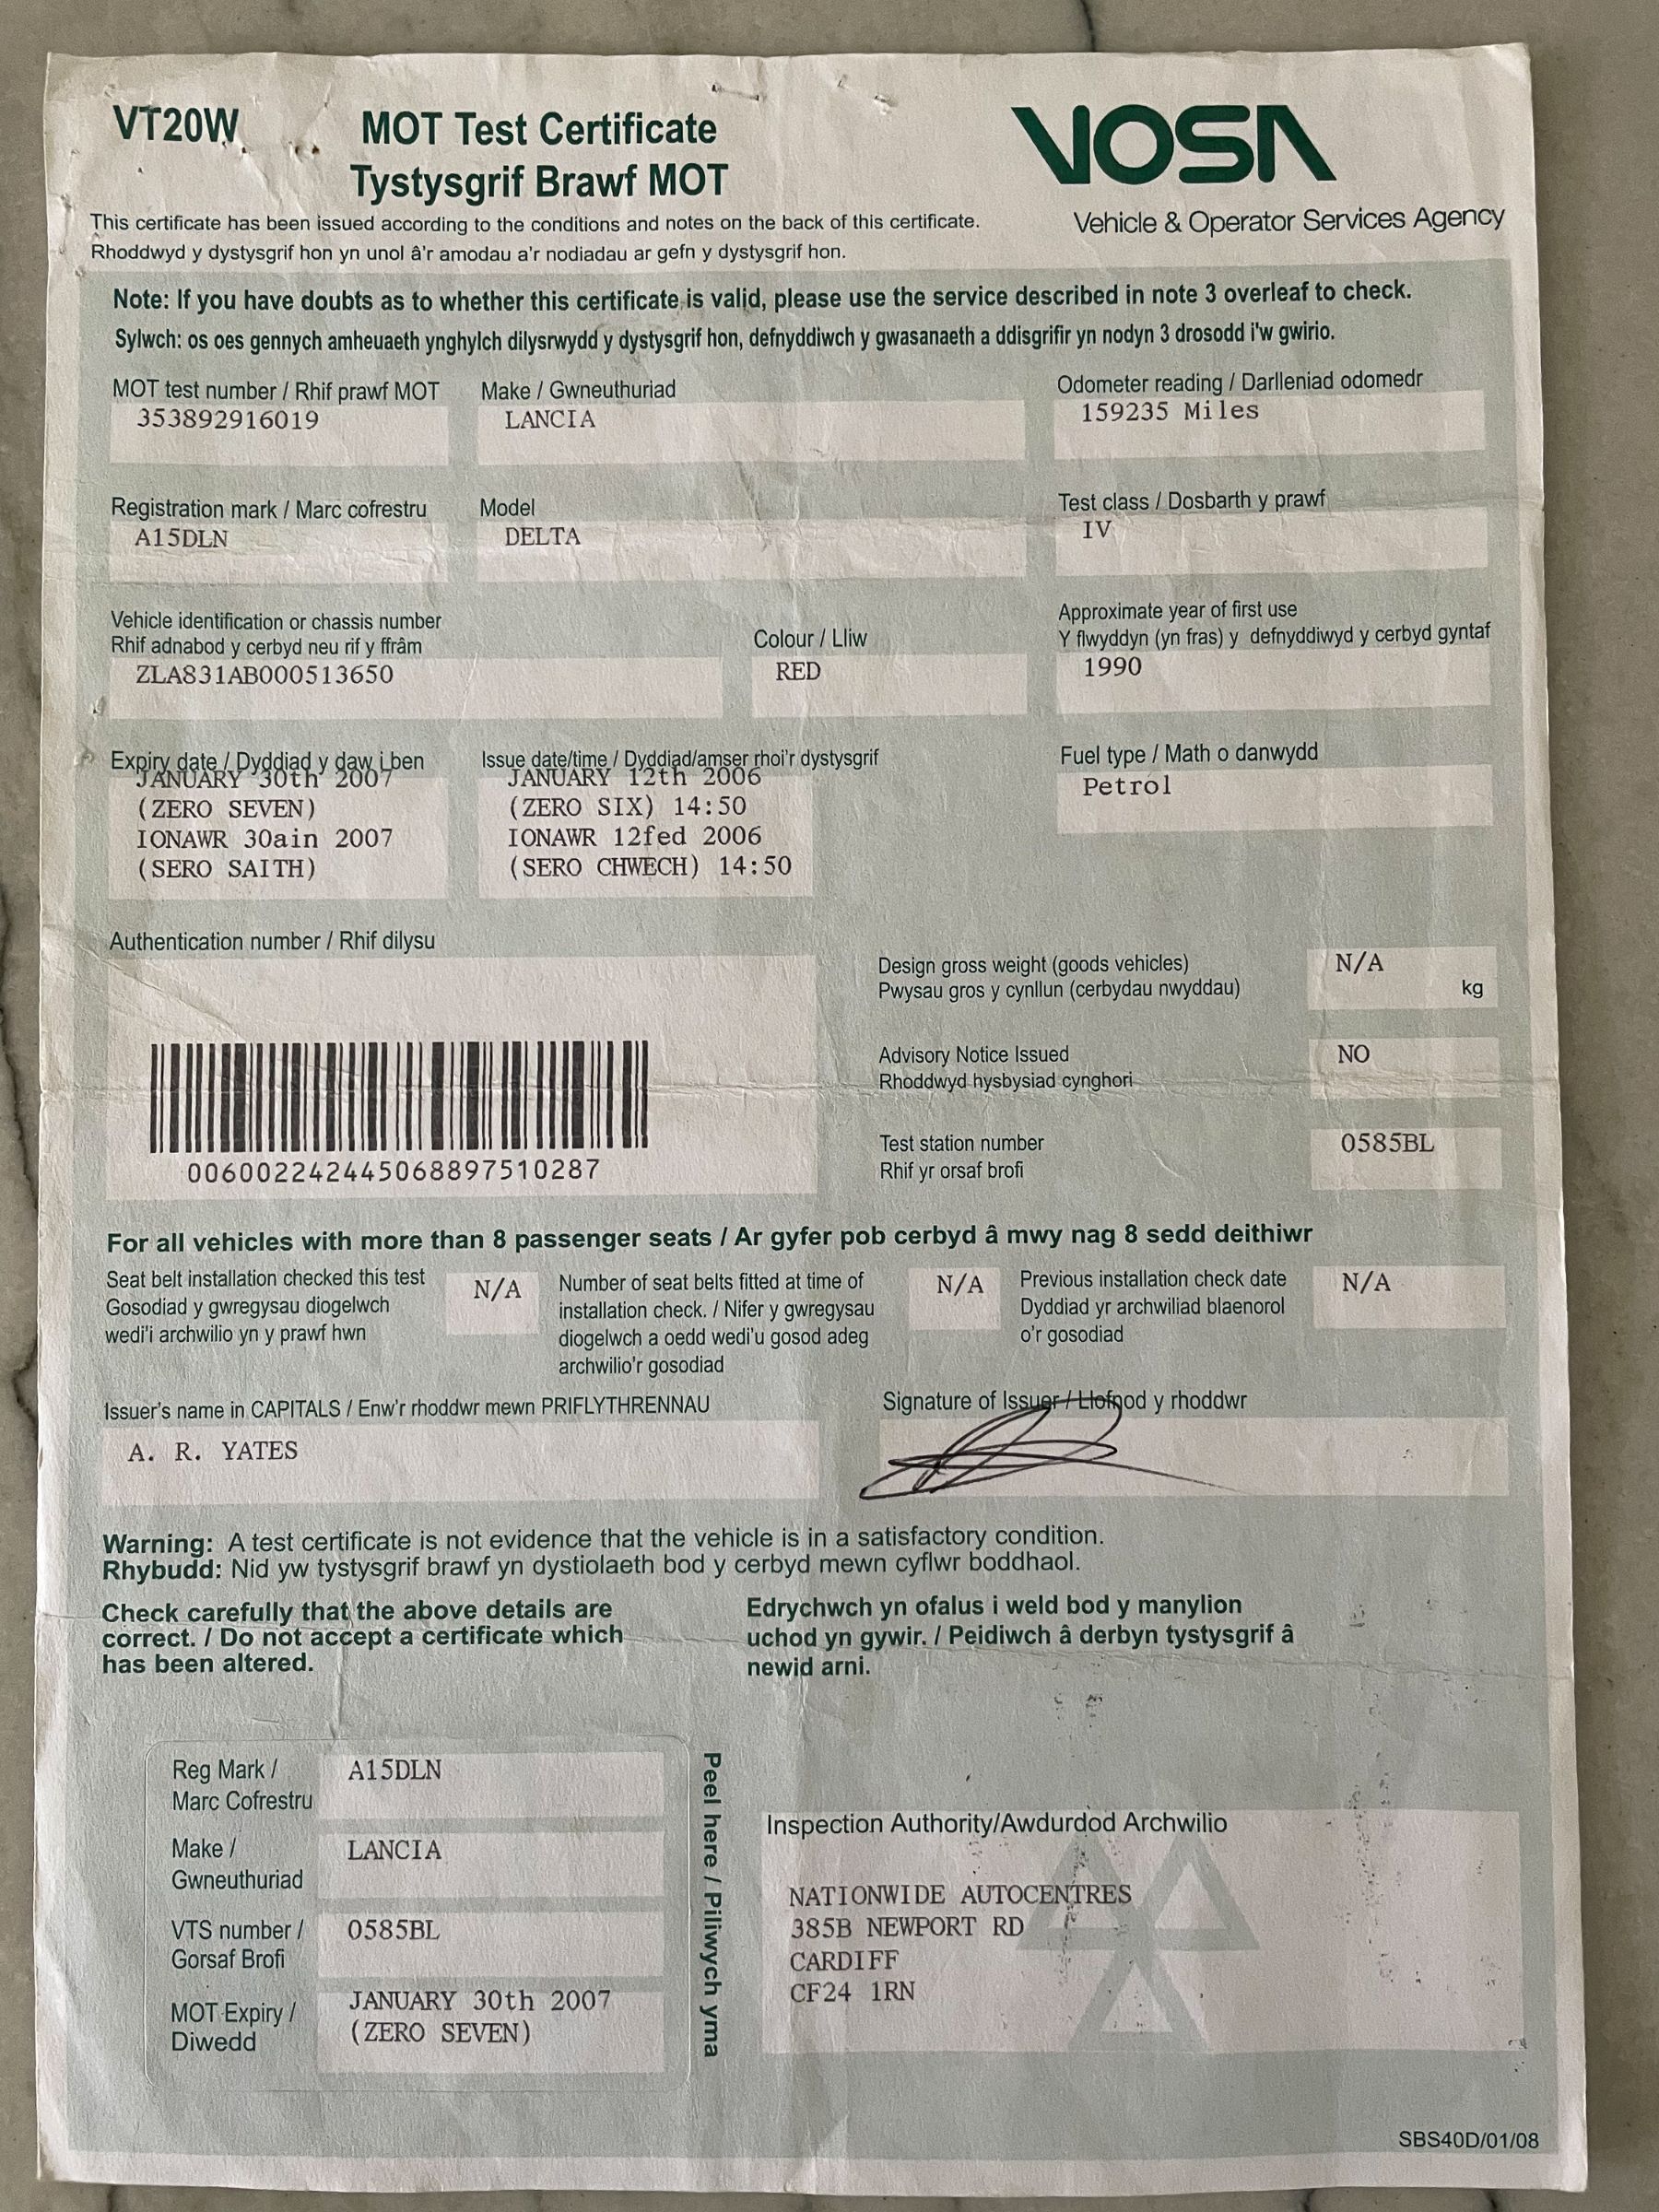 VT20W
MOT Test Certificate
Tystysgrif Brawf MOT
VOSA
Vehicle & Operator Services Agency
This certificate has been issued according to the conditions and notes on the back of this certificate.
Rhoddwyd y dystysgrif hon yn unol â'r amodau a'r nodiadau ar gefn y dystysgrif hon.
Note: If you have doubts as to whether this certificate is valid, please use the service described in note 3 overleaf to check.
Sylwch: os oes gennych amheuaeth ynghylch dilysrwydd y dystysgrif hon, defnyddiwch y gwasanaeth a ddisgrifir yn nodyn 3 drosodd i'w gwirio.
MOT test number / Rhif prawf MOT
353892916019
Make / Gwneuthuriad
LANCIA
Odometer reading / Darlleniad odomedr
159235 Miles
Registration mark / Marc cofrestru
A15DLN
Model
DELTA
Test class / Dosbarth y prawf
IV
Vehicle identification or chassis number
Rhif adnabod y cerbyd neu rif y ffrâm
ZLA831AB000513650
Colour / Lliw
RED
Approximate year of first use
Y flwyddyn (yn fras) y defnyddiwyd y cerbyd gyntaf
1990
Expiry date / Dyddiad y daw i ben
JANUARY 30th 2007
(ZERO SEVEN)
IONAWR 30ain 2007
(SERO SAITH)
Issue date/time / Dyddiad/amser rhoi'r dystysgrif
JANUARY 12th 2006
(ZERO SIX) 14:50
IONAWR 12fed 2006
(SERO CHWECH) 14:50
Fuel type / Math o danwydd
Petrol
Authentication number / Rhif dilysu
006002242445068897510287
Design gross weight (goods vehicles)
Pwysau gros y cynllun (cerbydau nwyddau)
N/A
kg
Advisory Notice Issued
Rhoddwyd hysbysiad cynghori
NO
Test station number
Rhif yr orsaf brofi
0585BL
For all vehicles with more than 8 passenger seats / Ar gyfer pob cerbyd â mwy nag 8 sedd deithiwr
Seat belt installation checked this test
Gosodiad y gwregysau diogelwch
wedi'i archwilio yn y prawf hwn
N/A
Number of seat belts fitted at time of
installation check. / Nifer y gwregysau
diogelwch a oedd wedi'u gosod adeg
archwilio'r gosodiad
N/A
Previous installation check date
Dyddiad yr archwiliad blaenorol
o'r gosodiad
N/A
Issuer's name in CAPITALS / Enw'r rhoddwr mewn PRIFLYTHRENNAU
A. R. YATES
Signature of Issuer / Llofnod y rhoddwr
Warning: A test certificate is not evidence that the vehicle is in a satisfactory condition.
Rhybudd: Nid yw tystysgrif brawf yn dystiolaeth bod y cerbyd mewn cyflwr boddhaol.
Check carefully that the above details are
correct. / Do not accept a certificate which
has been altered.
Edrychwch yn ofalus i weld bod y manylion
uchod yn gywir. / Peidiwch â derbyn tystysgrif â
newid arni.
Reg Mark /
Marc Cofrestru
A15DLN
Make /
Gwneuthuriad
LANCIA
VTS number /
Gorsaf Brofi
0585BL
MOT Expiry /
Diwedd
JANUARY 30th 2007
(ZERO SEVEN)
Peel here / Piliwych yma
Inspection Authority/Awdurdod Archwilio
NATIONWIDE AUTOCENTRES
385B NEWPORT RD
CARDIFF
CF24 1RN
SBS40D/01/08